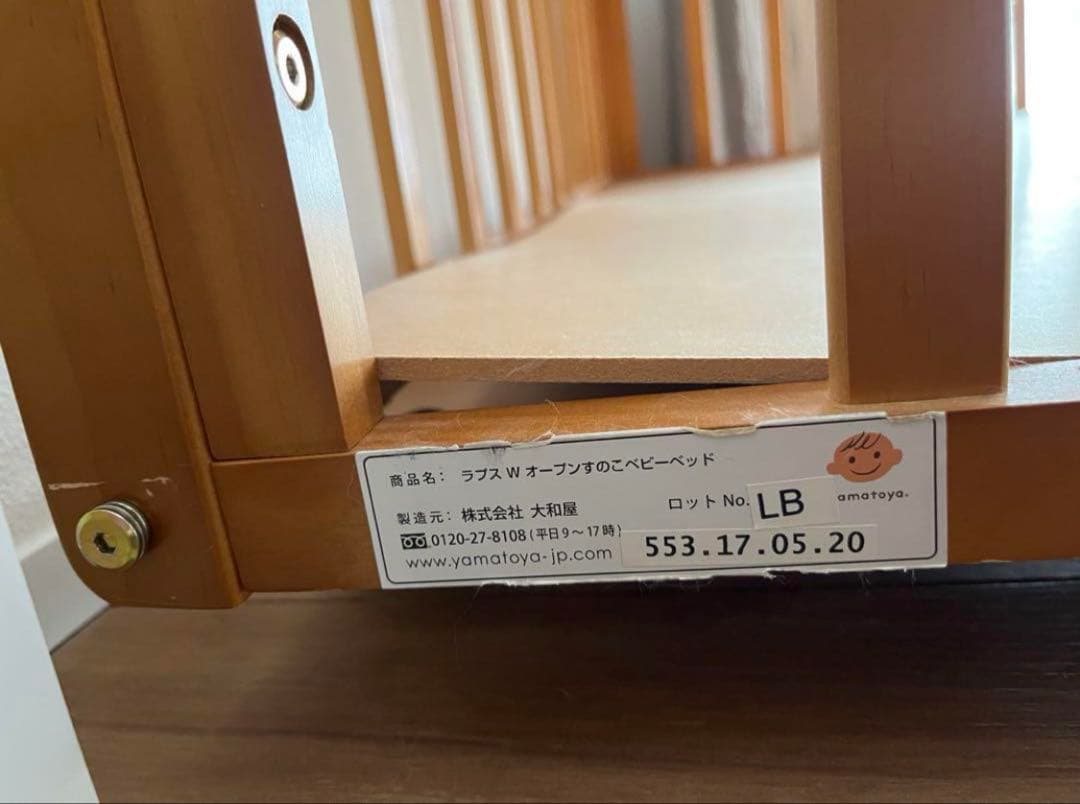 商品名： ラブス W オープンすのこベビーベッド
製造元： 株式会社 大和屋
ロット No. LB
amatoya.
0120-27-8108 (平日9〜17時)
553.17.05.20
www.yamatoya-jp.com